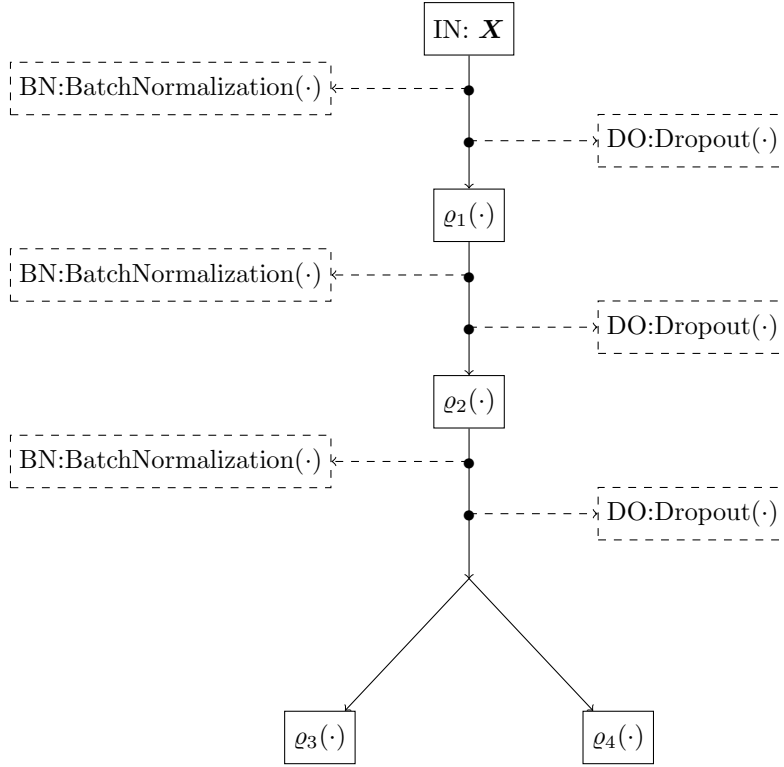 IN: X
BN:BatchNormalization(·)
DO:Dropout(·)
ϱ₁(·)
BN:BatchNormalization(·)
DO:Dropout(·)
ϱ₂(·)
BN:BatchNormalization(·)
DO:Dropout(·)
ϱ₃(·)
ϱ₄(·)